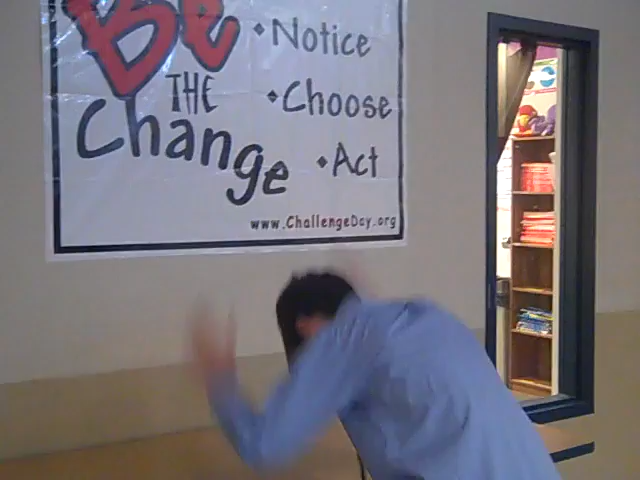 Be
THE
Change
• Notice
• Choose
• Act
www.ChallengeDay.org